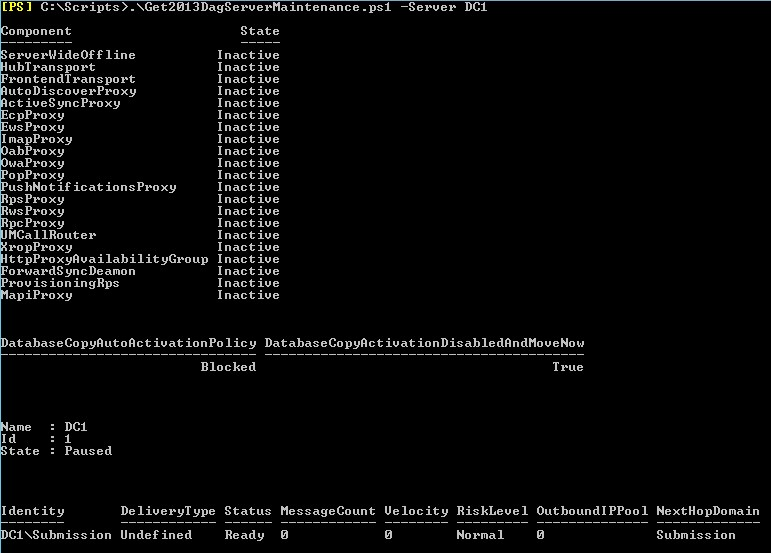 [PS] C:\Scripts>.\Get2013DagServerMaintenance.ps1 -Server DC1
Component State
--------- -----
ServerWideOffline Inactive
HubTransport Inactive
FrontendTransport Inactive
AutoDiscoverProxy Inactive
ActiveSyncProxy Inactive
EcpProxy Inactive
EwsProxy Inactive
ImapProxy Inactive
OabProxy Inactive
OwaProxy Inactive
PopProxy Inactive
PushNotificationsProxy Inactive
RpsProxy Inactive
RwsProxy Inactive
RpcProxy Inactive
UMCallRouter Inactive
XropProxy Inactive
HttpProxyAvailabilityGroup Inactive
ForwardSyncDeamon Inactive
ProvisioningRps Inactive
MapiProxy Inactive
DatabaseCopyAutoActivationPolicy DatabaseCopyActivationDisabledAndMoveNow
-------------------------------- ----------------------------------------
Blocked True
Name : DC1
Id : 1
State : Paused
Identity DeliveryType Status MessageCount Velocity RiskLevel OutboundIPPool NextHopDomain
-------- ------------ ------ ------------ -------- --------- -------------- -------------
DC1\Submission Undefined Ready 0 0 Normal 0 Submission